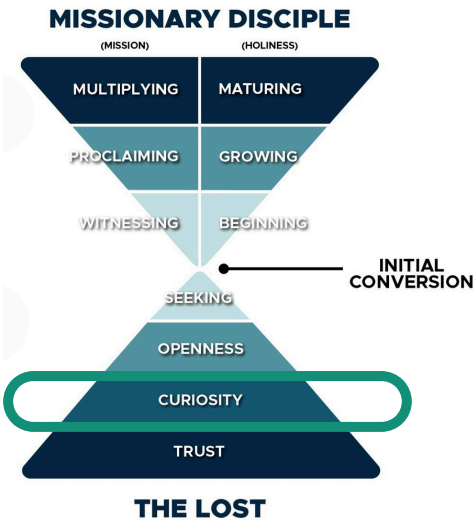 MISSIONARY DISCIPLE
(MISSION) (HOLINESS)
MULTIPLYING MATURING
PROCLAIMING GROWING
WITNESSING BEGINNING
INITIAL
CONVERSION
SEEKING
OPENNESS
CURIOSITY
TRUST
THE LOST